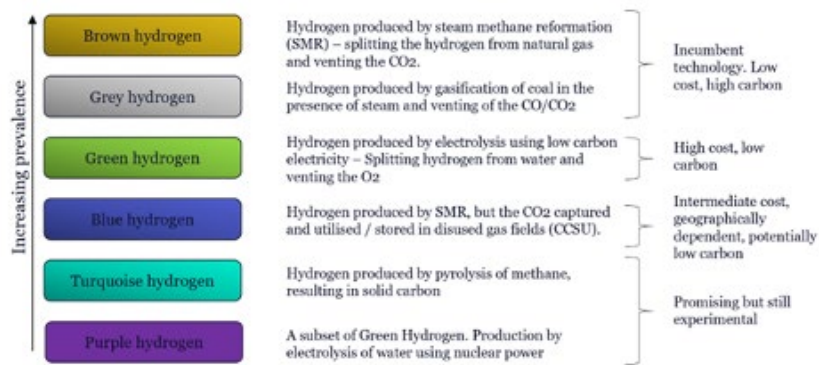 Increasing prevalence
Brown hydrogen
Hydrogen produced by steam methane reformation
(SMR) – splitting the hydrogen from natural gas
and venting the CO2.
Grey hydrogen
Hydrogen produced by gasification of coal in the
presence of steam and venting of the CO/CO2
Incumbent
technology. Low
cost, high carbon
Green hydrogen
Hydrogen produced by electrolysis using low carbon
electricity – Splitting hydrogen from water and
venting the O2
High cost, low
carbon
Blue hydrogen
Hydrogen produced by SMR, but the CO2 captured
and utilised / stored in disused gas fields (CCSU).
Intermediate cost,
geographically
dependent, potentially
low carbon
Turquoise hydrogen
Hydrogen produced by pyrolysis of methane,
resulting in solid carbon
Purple hydrogen
A subset of Green Hydrogen. Production by
electrolysis of water using nuclear power
Promising but still
experimental